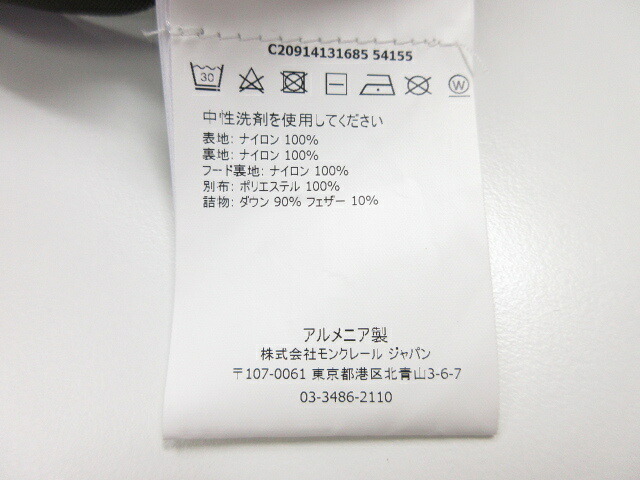 C20914131685 54155
30
W
中性洗剤を使用してください
表地: ナイロン 100%
裏地: ナイロン 100%
フード裏地: ナイロン 100%
別布: ポリエステル 100%
詰物: ダウン 90% フェザー 10%
アルメニア製
株式会社モンクレール ジャパン
〒107-0061 東京都港区北青山3-6-7
03-3486-2110